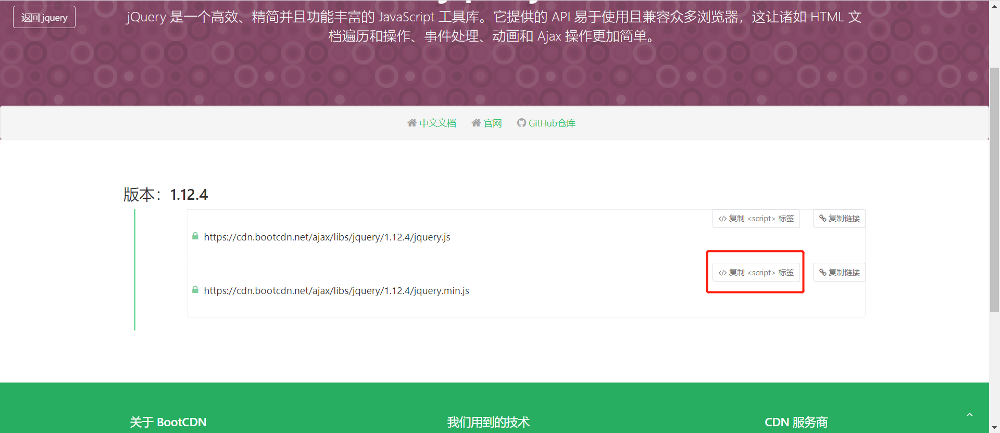 返回 jquery
jQuery 是一个高效、精简并且功能丰富的 JavaScript 工具库。它提供的 API 易于使用且兼容众多浏览器，这让诸如 HTML 文
档遍历和操作、事件处理、动画和 Ajax 操作更加简单。
中文文档 官网 GitHub仓库
版本：1.12.4
</> 复制 <script> 标签 复制链接
https://cdn.bootcdn.net/ajax/libs/jquery/1.12.4/jquery.js
</> 复制 <script> 标签 复制链接
https://cdn.bootcdn.net/ajax/libs/jquery/1.12.4/jquery.min.js
关于 BootCDN 我们用到的技术 CDN 服务商